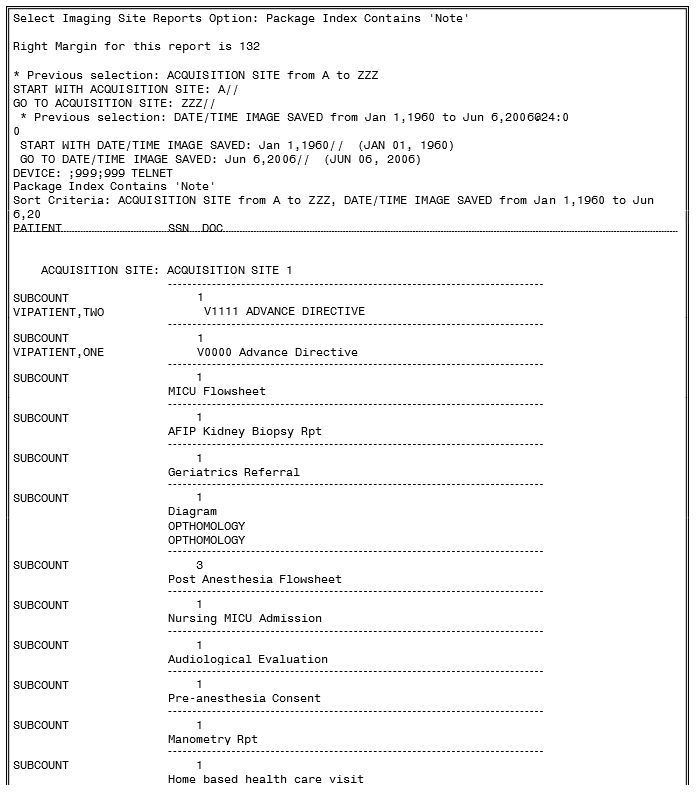 Select Imaging Site Reports Option: Package Index Contains 'Note'
Right Margin for this report is 132
* Previous selection: ACQUISITION SITE from A to ZZZ
START WITH ACQUISITION SITE: A//
GO TO ACQUISITION SITE: ZZZ//
* Previous selection: DATE/TIME IMAGE SAVED from Jan 1,1960 to Jun 6,2006@24:0
0
START WITH DATE/TIME IMAGE SAVED: Jan 1,1960// (JAN 01, 1960)
GO TO DATE/TIME IMAGE SAVED: Jun 6,2006// (JUN 06, 2006)
DEVICE: ;999;999 TELNET
Package Index Contains 'Note'
Sort Criteria: ACQUISITION SITE from A to ZZZ, DATE/TIME IMAGE SAVED from Jan 1,1960 to Jun
6,20
PATIENT SSN DOC
ACQUISITION SITE: ACQUISITION SITE 1
SUBCOUNT 1
VIPATIENT,TWO V1111 ADVANCE DIRECTIVE
SUBCOUNT 1
VIPATIENT,ONE V0000 Advance Directive
SUBCOUNT 1
MICU Flowsheet
SUBCOUNT 1
AFIP Kidney Biopsy Rpt
SUBCOUNT 1
Geriatrics Referral
SUBCOUNT 1
Diagram
OPTHOMOLOGY
OPTHOMOLOGY
SUBCOUNT 3
Post Anesthesia Flowsheet
SUBCOUNT 1
Nursing MICU Admission
SUBCOUNT 1
Audiological Evaluation
SUBCOUNT 1
Pre-anesthesia Consent
SUBCOUNT 1
Manometry Rpt
SUBCOUNT 1
Home based health care visit